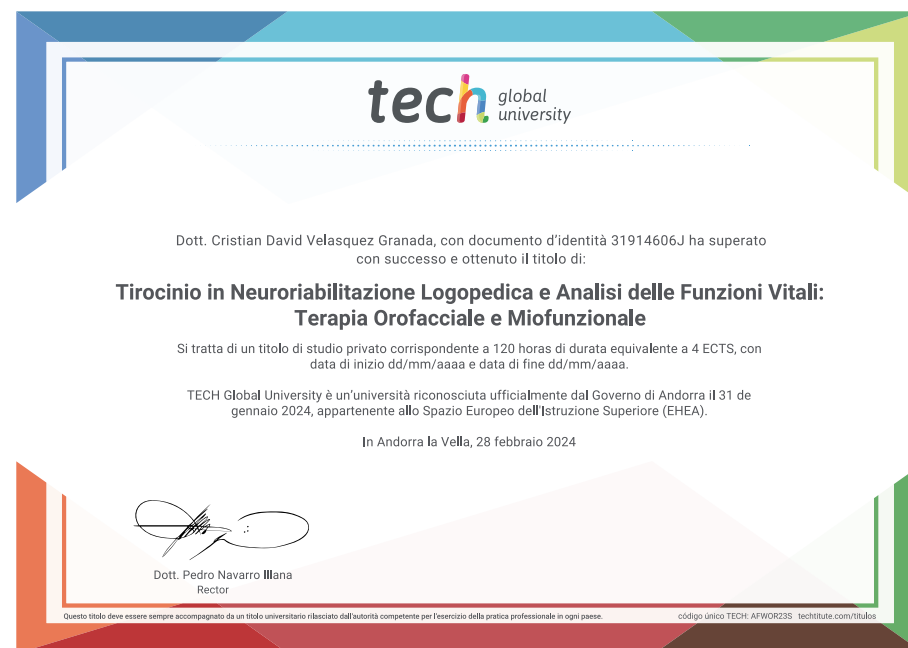 tech global university
Dott. Cristian David Velasquez Granada, con documento d'identità 31914606J ha superato
con successo e ottenuto il titolo di:
Tirocinio in Neuroriabilitazione Logopedica e Analisi delle Funzioni Vitali:
Terapia Orofacciale e Miofunzionale
Si tratta di un titolo di studio privato corrispondente a 120 horas di durata equivalente a 4 ECTS, con
data di inizio dd/mm/aaaa e data di fine dd/mm/aaaa.
TECH Global University è un'università riconosciuta ufficialmente dal Governo di Andorra il 31 de
gennaio 2024, appartenente allo Spazio Europeo dell'Istruzione Superiore (EHEA).
In Andorra la Vella, 28 febbraio 2024
Dott. Pedro Navarro Illana
Rector
Questo titolo deve essere sempre accompagnato da un titolo universitario rilasciato dall'autorità competente per l'esercizio della pratica professionale in ogni paese.
código único TECH: AFWOR23S techtitute.com/titulos